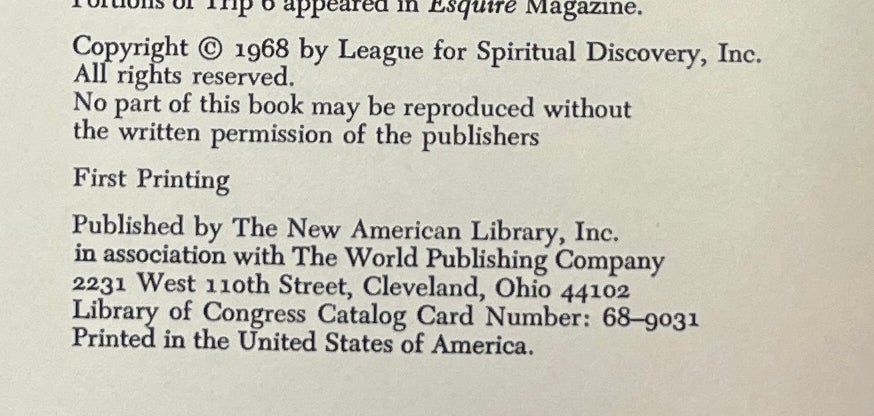 Portions of Trip 6 appeared in Esquire Magazine.
Copyright © 1968 by League for Spiritual Discovery, Inc.
All rights reserved.
No part of this book may be reproduced without
the written permission of the publishers
First Printing
Published by The New American Library, Inc.
in association with The World Publishing Company
2231 West 110th Street, Cleveland, Ohio 44102
Library of Congress Catalog Card Number: 68–9031
Printed in the United States of America.